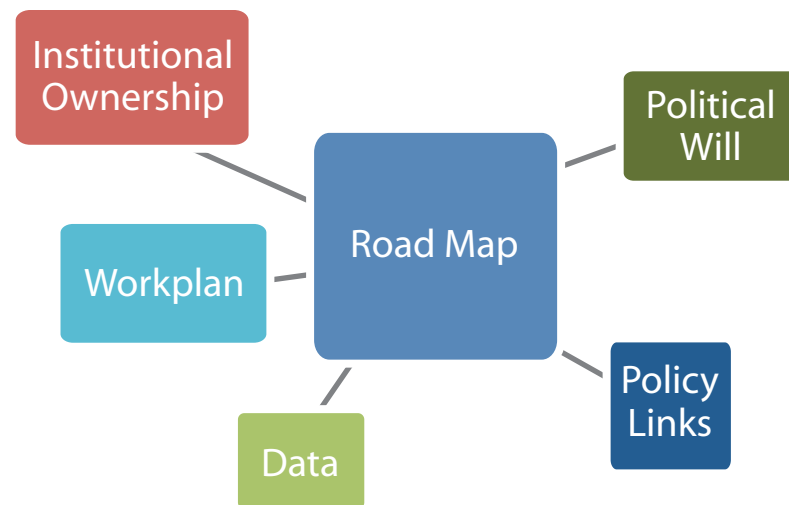 Institutional
Ownership
Political
Will
Road Map
Workplan
Policy
Links
Data